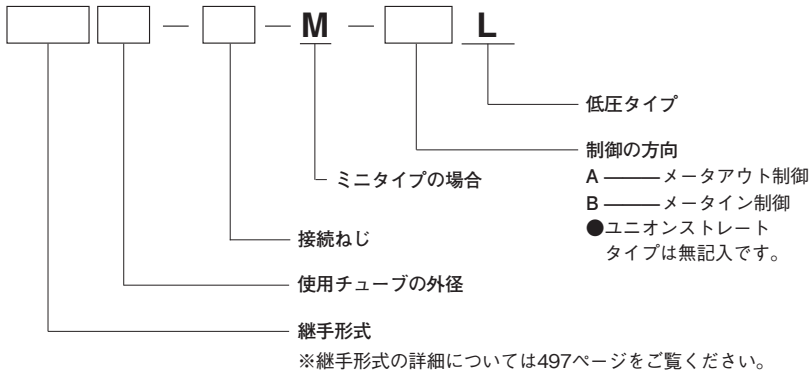 — — M — L
低圧タイプ
制御の方向
A ———メータアウト制御
B ———メータイン制御
●ユニオンストレート
タイプは無記入です。
ミニタイプの場合
接続ねじ
使用チューブの外径
継手形式
※継手形式の詳細については497ページをご覧ください。